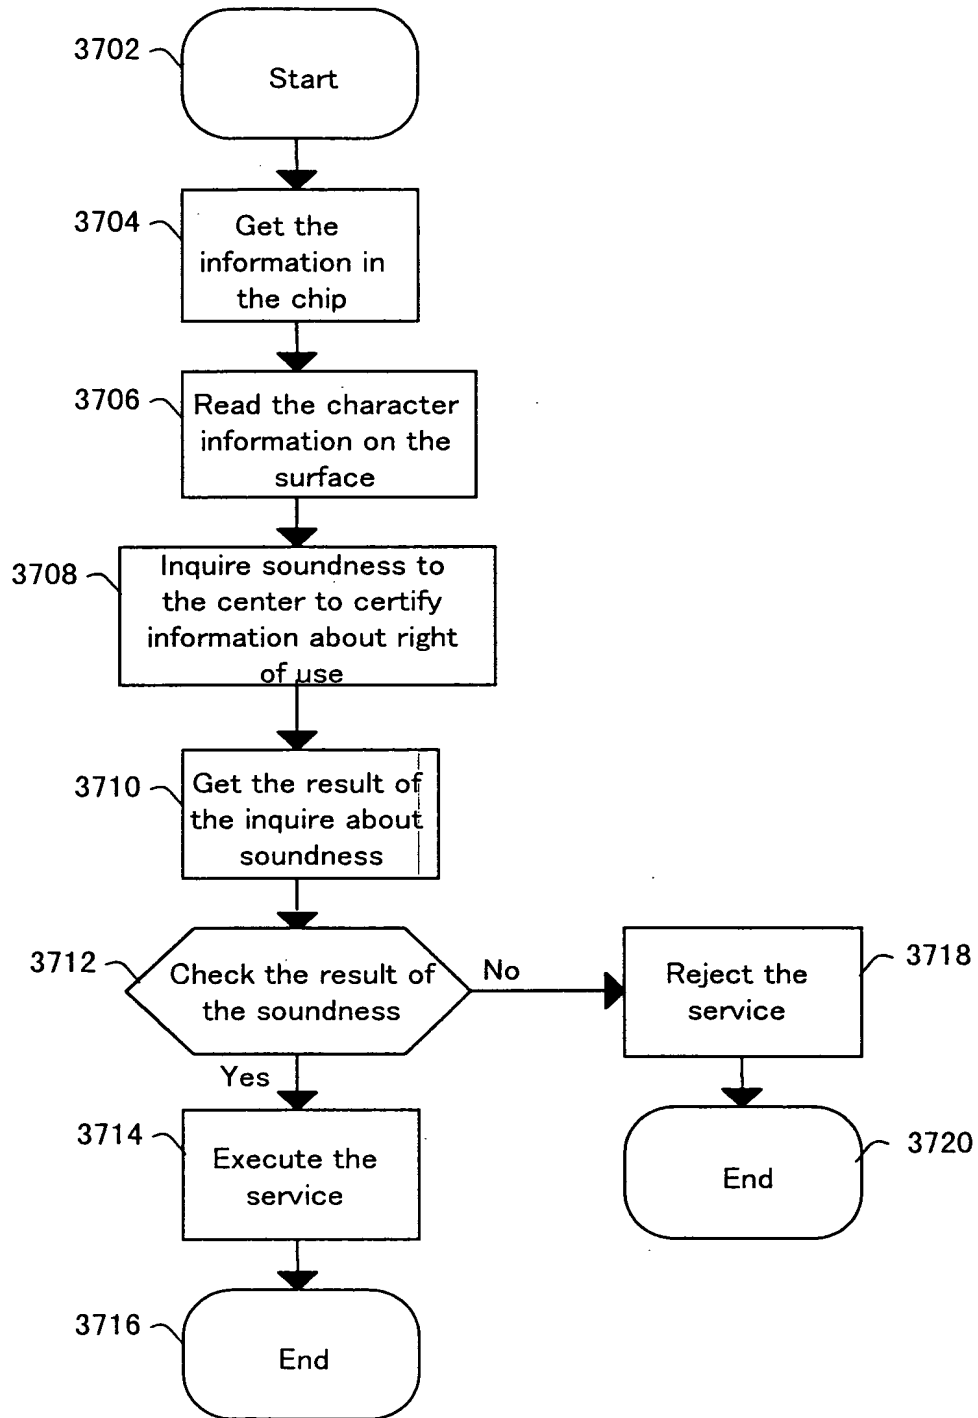 3702
Start
3704
Get the
information in
the chip
3706
Read the character
information on the
surface
3708
Inquire soundness to
the center to certify
information about right
of use
3710
Get the result of
the inquire about
soundness
3712
Check the result of
the soundness
No
3718
Reject the
service
Yes
3714
Execute the
service
3720
End
3716
End